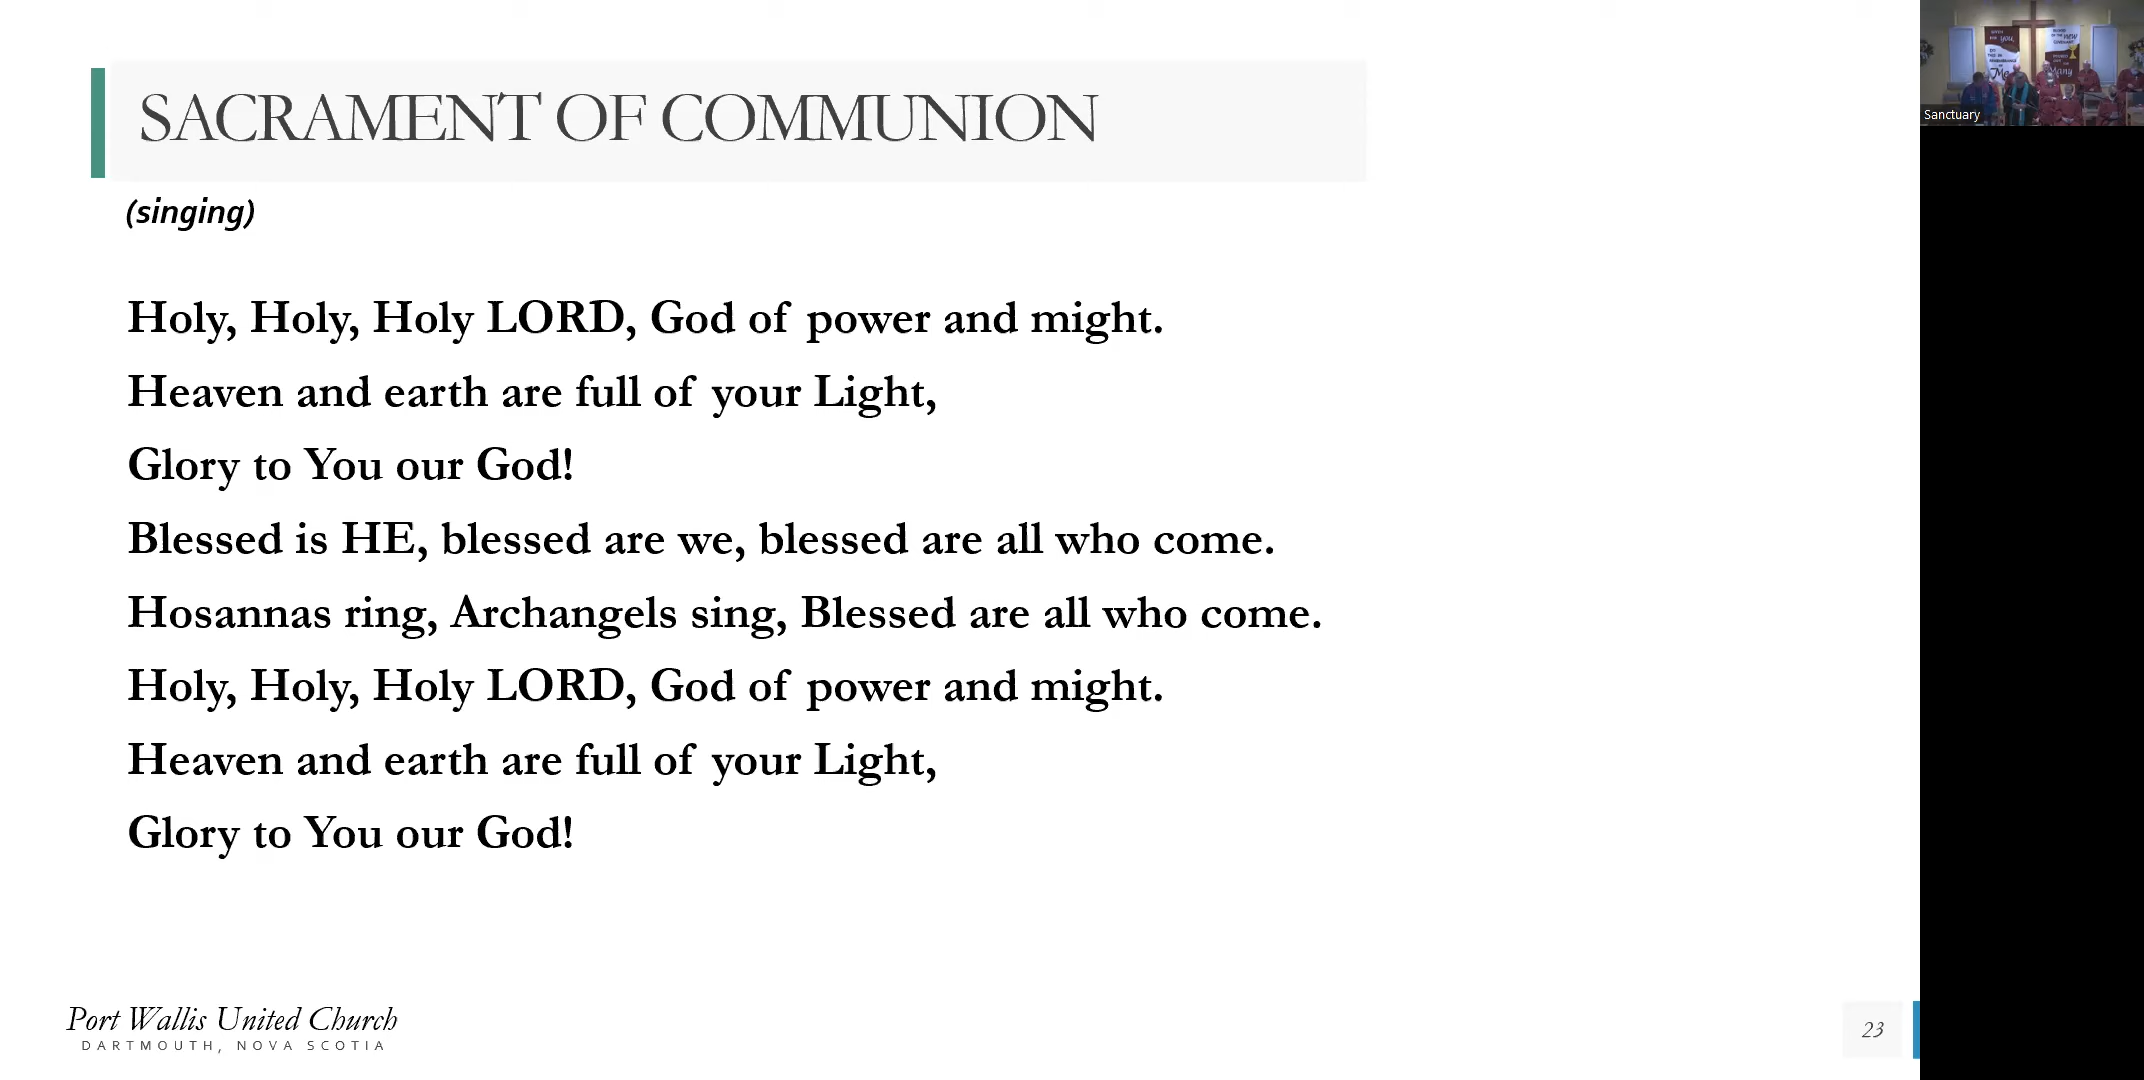 SACRAMENT OF COMMUNION
(singing)
Holy, Holy, Holy LORD, God of power and might.
Heaven and earth are full of your Light,
Glory to You our God!
Blessed is HE, blessed are we, blessed are all who come.
Hosannas ring, Archangels sing, Blessed are all who come.
Holy, Holy, Holy LORD, God of power and might.
Heaven and earth are full of your Light,
Glory to You our God!
Port Wallis United Church
DARTMOUTH, NOVA SCOTIA
23
you,
Me
new
Many
Sanctuary